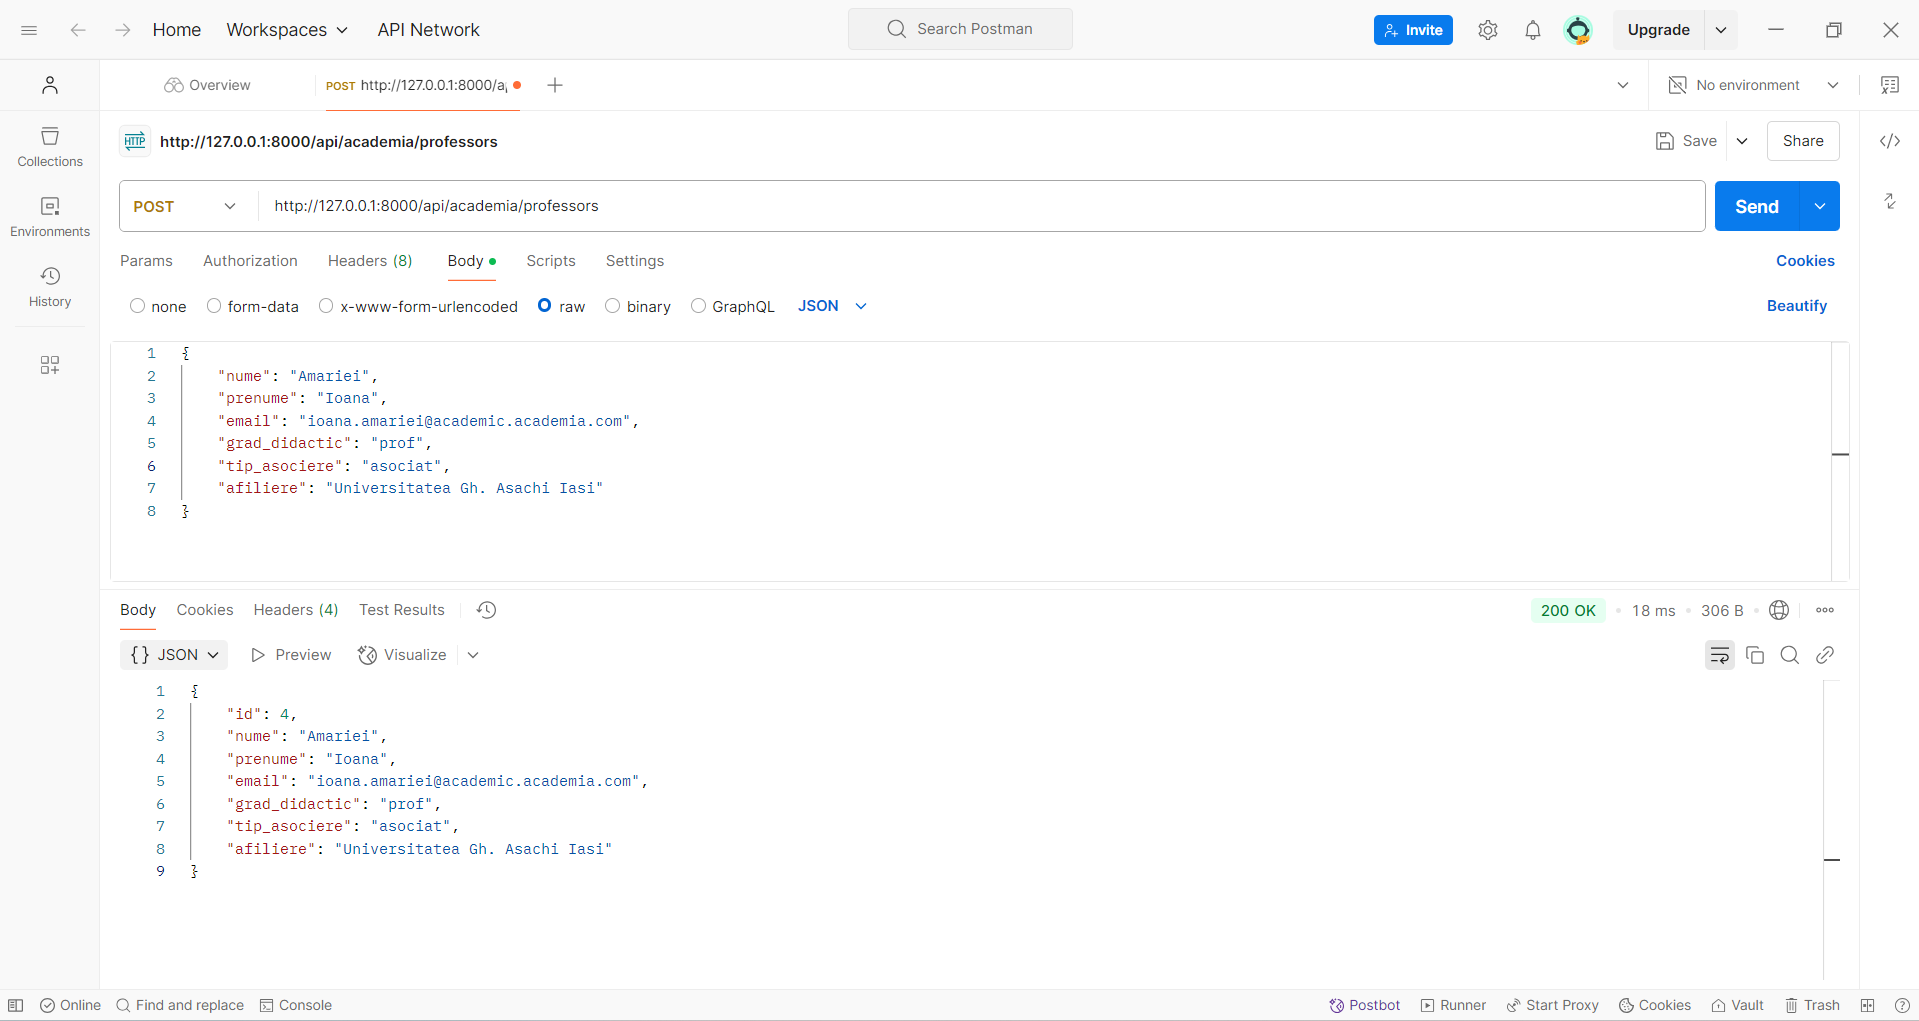 Home Workspaces API Network Search Postman Invite Upgrade
Overview POST http://127.0.0.1:8000/a No environment
HTTP http://127.0.0.1:8000/api/academia/professors Save Share
Collections
POST http://127.0.0.1:8000/api/academia/professors Send
Environments
Params Authorization Headers (8) Body Scripts Settings Cookies
History
none form-data x-www-form-urlencoded raw binary GraphQL JSON Beautify
1 {
2 "nume": "Amariei",
3 "prenume": "Ioana",
4 "email": "ioana.amariei@academic.academia.com",
5 "grad_didactic": "prof",
6 "tip_asociere": "asociat",
7 "afiliere": "Universitatea Gh. Asachi Iasi"
8 }
Body Cookies Headers (4) Test Results 200 OK 18 ms 306 B
{} JSON Preview Visualize
1 {
2 "id": 4,
3 "nume": "Amariei",
4 "prenume": "Ioana",
5 "email": "ioana.amariei@academic.academia.com",
6 "grad_didactic": "prof",
7 "tip_asociere": "asociat",
8 "afiliere": "Universitatea Gh. Asachi Iasi"
9 }
Online Find and replace Console Postbot Runner Start Proxy Cookies Vault Trash